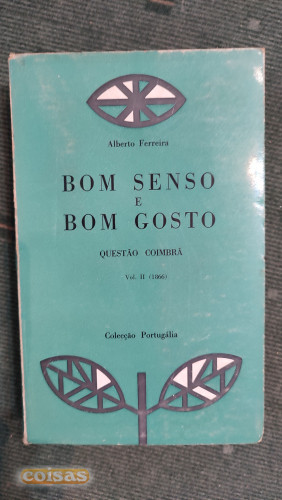 Alberto Ferreira
BOM SENSO
E
BOM GOSTO
QUESTÃO COIMBRÃ
Vol. II (1866)
Colecção Portugália
coisas